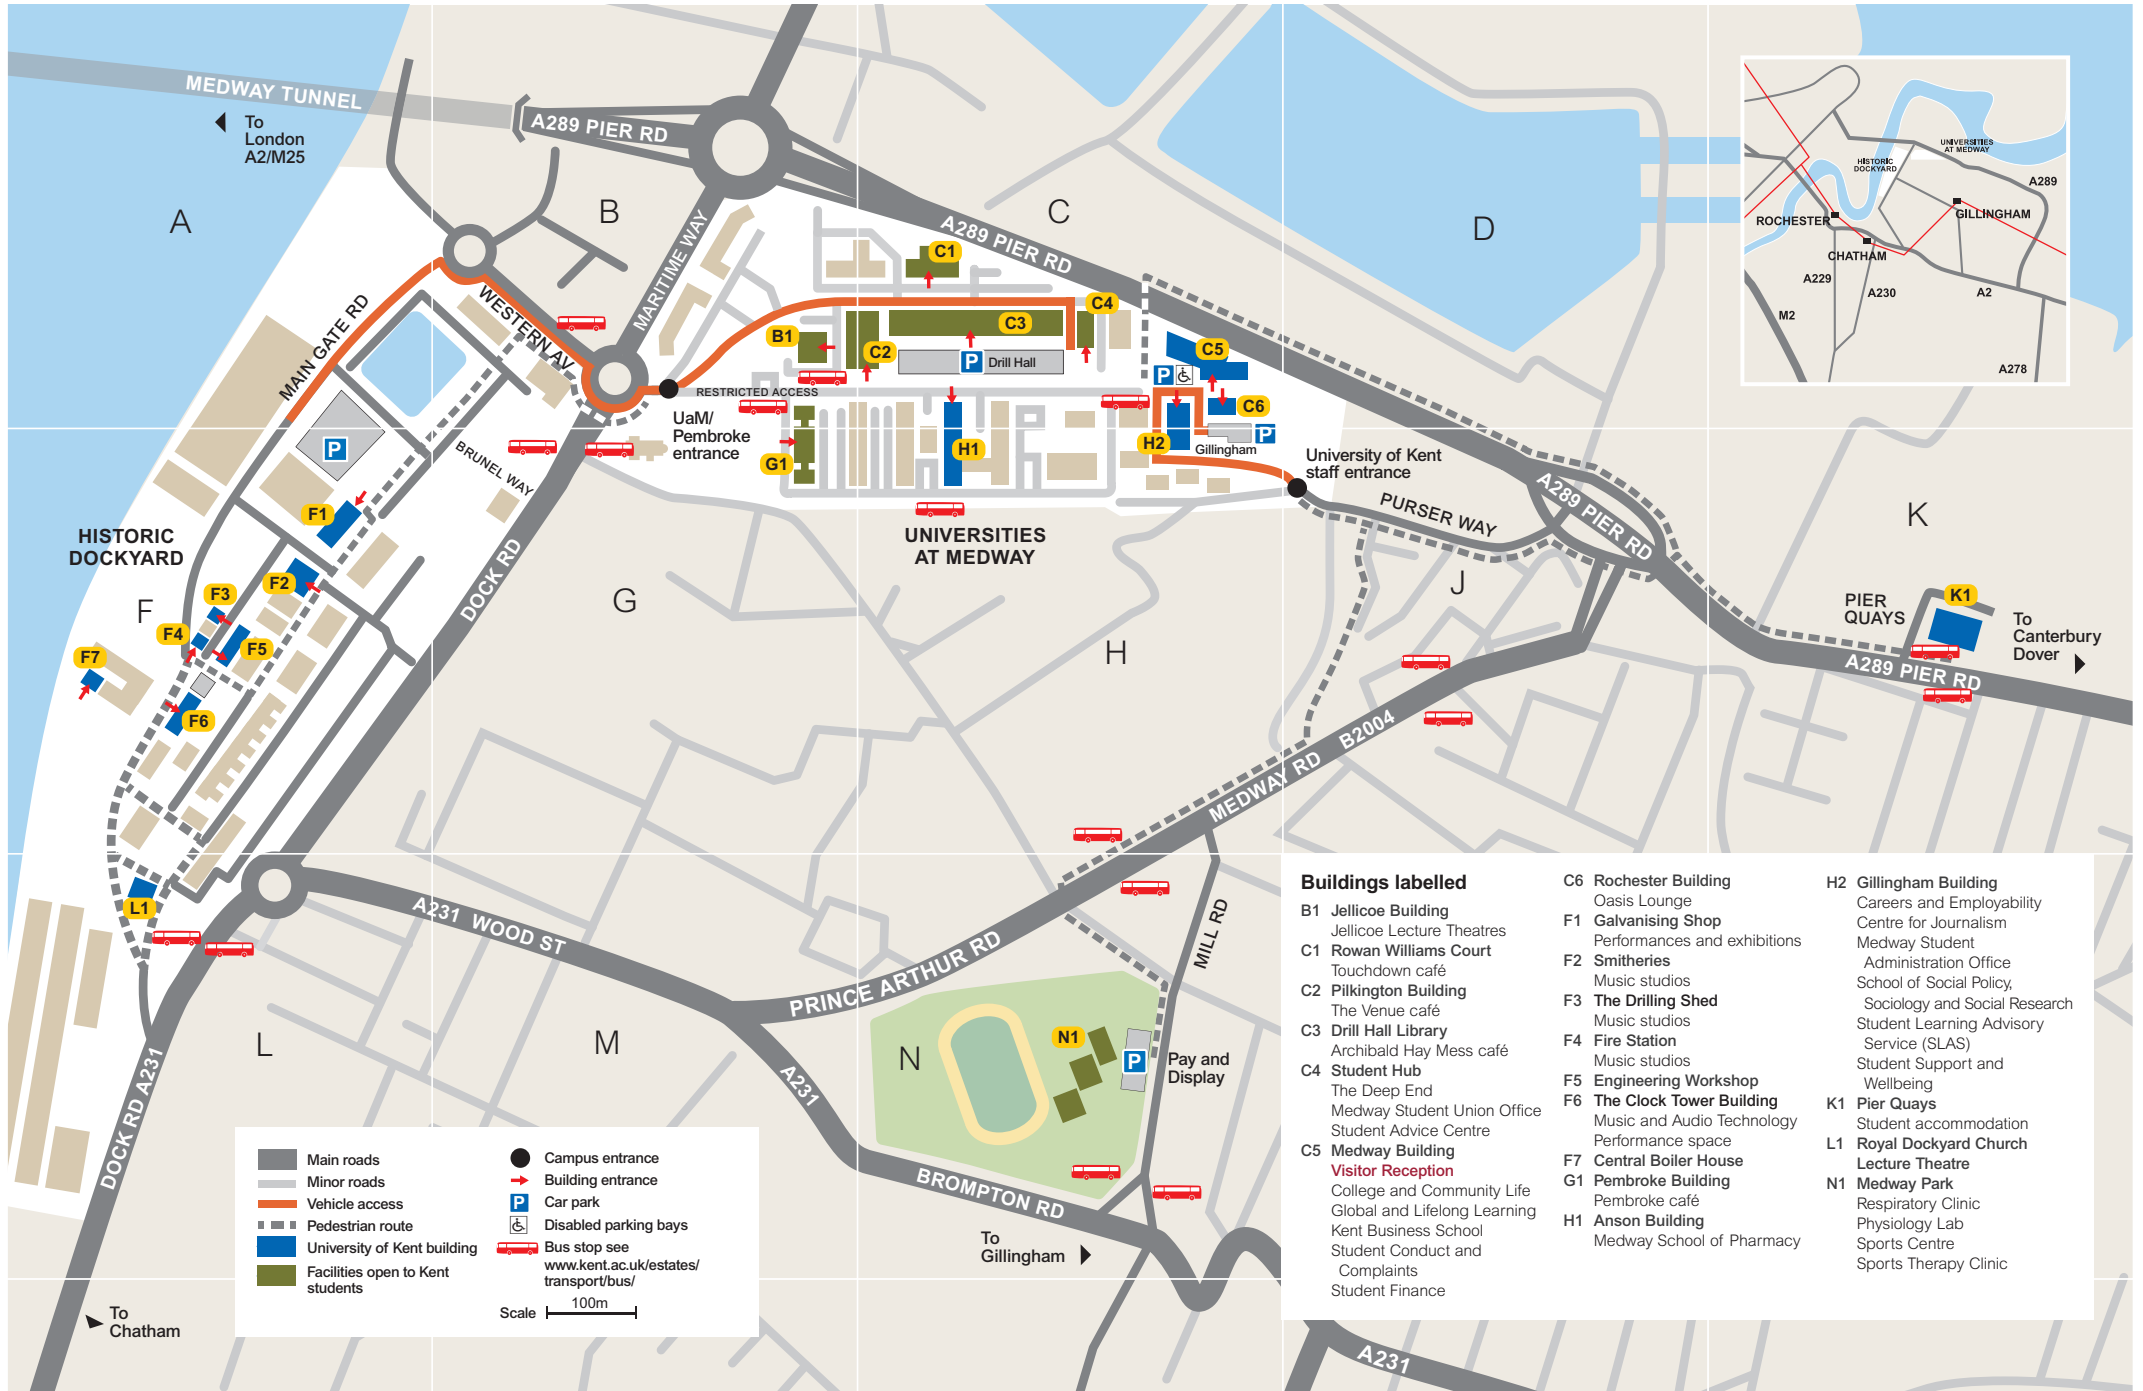 MEDWAY TUNNEL
To
London
A2/M25
A289 PIER RD
A
B
C
D
A289 PIER RD
MARITIME WAY
WESTERN AV
MAIN GATE RD
C1
C4
C3
B1
C2
P
Drill Hall
C5
P
C6
RESTRICTED ACCESS
UaM/
Pembroke
entrance
G1
H1
H2
P
Gillingham
University of Kent
staff entrance
P
BRUNEL WAY
F1
HISTORIC
DOCKYARD
UNIVERSITIES
AT MEDWAY
PURSER WAY
A289 PIER RD
K
DOCK RD
F2
F3
F
F4
F5
F7
F6
G
H
J
PIER
QUAYS
K1
To
Canterbury
Dover
A289 PIER RD
MEDWAY RD
B2004
L1
A231 WOOD ST
PRINCE ARTHUR RD
MILL RD
L
M
N
N1
P
Pay and
Display
A231
DOCK RD A231
BROMPTON RD
To
Gillingham
To
Chatham
A231
UNIVERSITIES
AT MEDWAY
HISTORIC
DOCKYARD
A289
ROCHESTER
GILLINGHAM
CHATHAM
A229
A230
A2
M2
A278
Main roads
Minor roads
Vehicle access
Pedestrian route
University of Kent building
Facilities open to Kent
students
Campus entrance
Building entrance
P
Car park
Disabled parking bays
Bus stop see
www.kent.ac.uk/estates/
transport/bus/
Scale
100m
Buildings labelled
B1 Jellicoe Building
Jellicoe Lecture Theatres
C1 Rowan Williams Court
Touchdown café
C2 Pilkington Building
The Venue café
C3 Drill Hall Library
Archibald Hay Mess café
C4 Student Hub
The Deep End
Medway Student Union Office
Student Advice Centre
C5 Medway Building
Visitor Reception
College and Community Life
Global and Lifelong Learning
Kent Business School
Student Conduct and
Complaints
Student Finance
C6 Rochester Building
Oasis Lounge
F1 Galvanising Shop
Performances and exhibitions
F2 Smitheries
Music studios
F3 The Drilling Shed
Music studios
F4 Fire Station
Music studios
F5 Engineering Workshop
F6 The Clock Tower Building
Music and Audio Technology
Performance space
F7 Central Boiler House
G1 Pembroke Building
Pembroke café
H1 Anson Building
Medway School of Pharmacy
H2 Gillingham Building
Careers and Employability
Centre for Journalism
Medway Student
Administration Office
School of Social Policy,
Sociology and Social Research
Student Learning Advisory
Service (SLAS)
Student Support and
Wellbeing
K1 Pier Quays
Student accommodation
L1 Royal Dockyard Church
Lecture Theatre
N1 Medway Park
Respiratory Clinic
Physiology Lab
Sports Centre
Sports Therapy Clinic